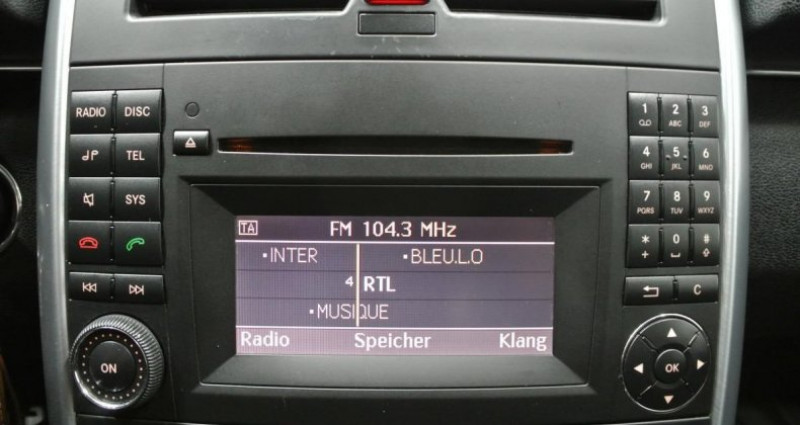 RADIO DISC
TEL
SYS
ON
TA FM 104.3 MHz
•INTER •BLEU.L.O
4 RTL
•MUSIQUE
Radio Speicher Klang
1 2 ABC 3 DEF
4 GHI 5 JKL 6 MNO
7 PQRS 8 TUV 9 WXYZ
* + 0 #
C
OK